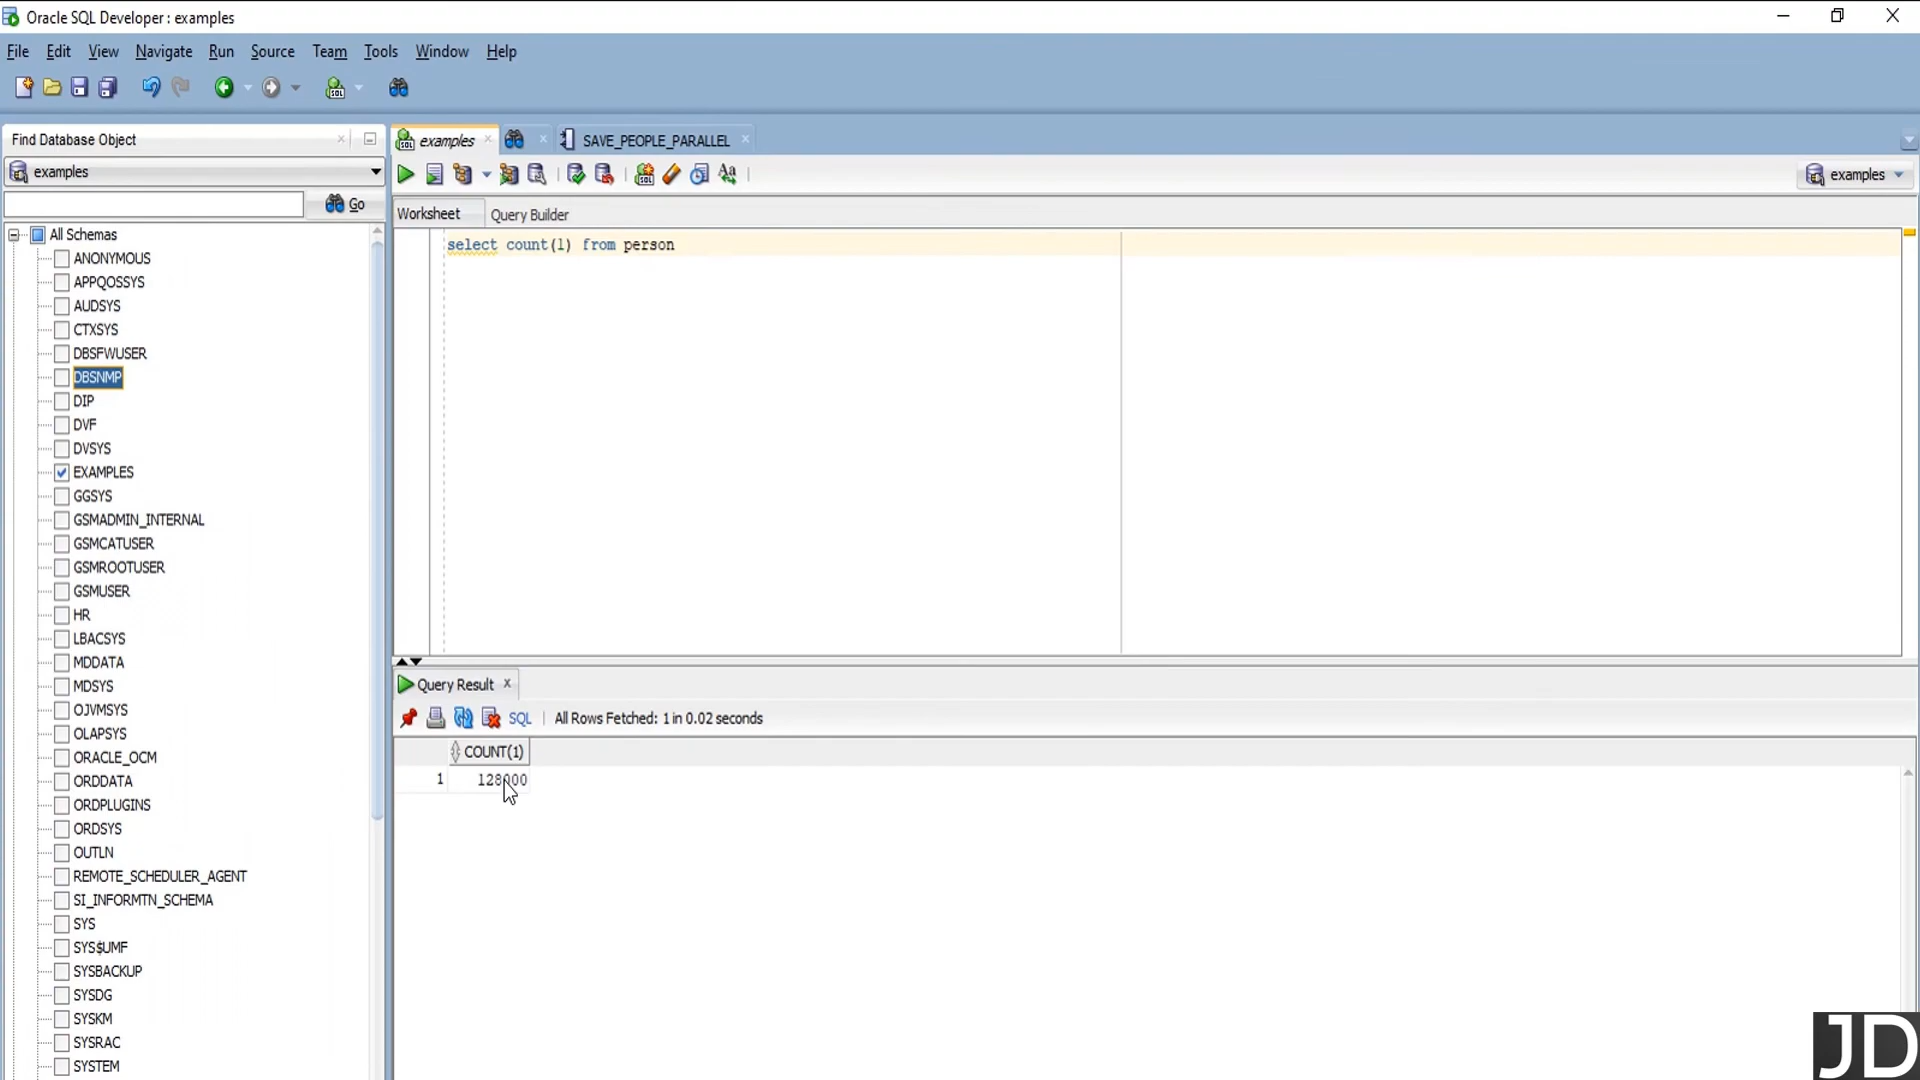 Oracle SQL Developer : examples
File Edit View Navigate Run Source Team Tools Window Help
Find Database Object
examples
Go
All Schemas
ANONYMOUS
APPQOSSYS
AUDSYS
CTXSYS
DBSFWUSER
DBSNMP
DIP
DVF
DVSYS
EXAMPLES
GGSYS
GSMADMIN_INTERNAL
GSMCATUSER
GSMROOTUSER
GSMUSER
HR
LBACSYS
MDDATA
MDSYS
OJVMSYS
OLAPSYS
ORACLE_OCM
ORDDATA
ORDPLUGINS
ORDSYS
OUTLN
REMOTE_SCHEDULER_AGENT
SI_INFORMTN_SCHEMA
SYS
SYS$UMF
SYSBACKUP
SYSDG
SYSKM
SYSRAC
SYSTEM
examples SAVE_PEOPLE_PARALLEL
examples
Worksheet Query Builder
select count(1) from person
Query Result
SQL All Rows Fetched: 1 in 0.02 seconds
COUNT(1)
1 128000
JD